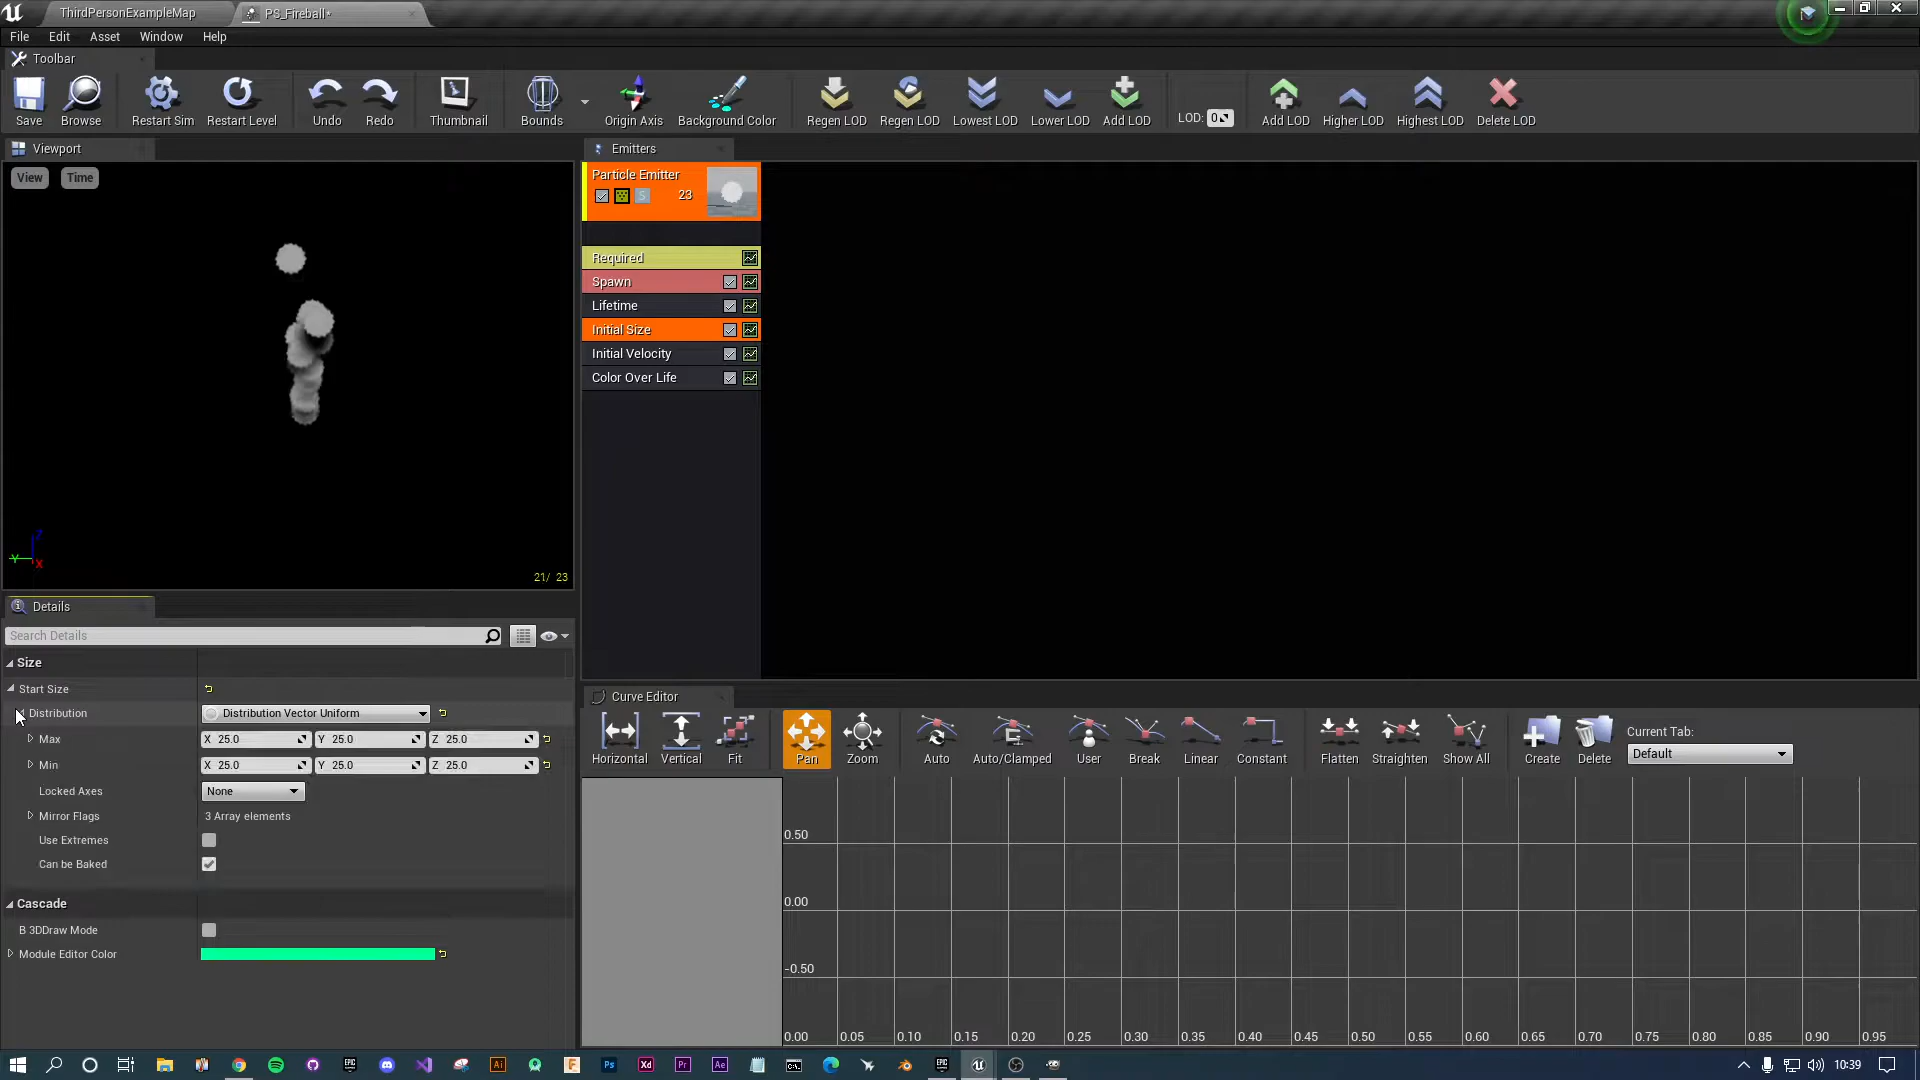 ThirdPersonExampleMap
PS_Fireball*
File Edit Asset Window Help
Toolbar
Save Browse Restart Sim Restart Level Undo Redo Thumbnail Bounds Origin Axis Background Color Regen LOD Regen LOD Lowest LOD Lower LOD Add LOD LOD: 0 Add LOD Higher LOD Highest LOD Delete LOD
Viewport
View Time
Z
Y
X
21/ 23
Emitters
Particle Emitter
S 23
Required
Spawn
Lifetime
Initial Size
Initial Velocity
Color Over Life
Details
Search Details
Size
Start Size
Distribution Distribution Vector Uniform
Max X 25.0 Y 25.0 Z 25.0
Min X 25.0 Y 25.0 Z 25.0
Locked Axes None
Mirror Flags 3 Array elements
Use Extremes
Can be Baked
Cascade
B 3DDraw Mode
Module Editor Color
Curve Editor
Horizontal Vertical Fit Pan Zoom Auto Auto/Clamped User Break Linear Constant Flatten Straighten Show All Create Delete
Current Tab:
Default
0.50
0.00
-0.50
0.00 0.05 0.10 0.15 0.20 0.25 0.30 0.35 0.40 0.45 0.50 0.55 0.60 0.65 0.70 0.75 0.80 0.85 0.90 0.95
EPIC Ai F Ps Xd Pr Ae EPIC 10:39